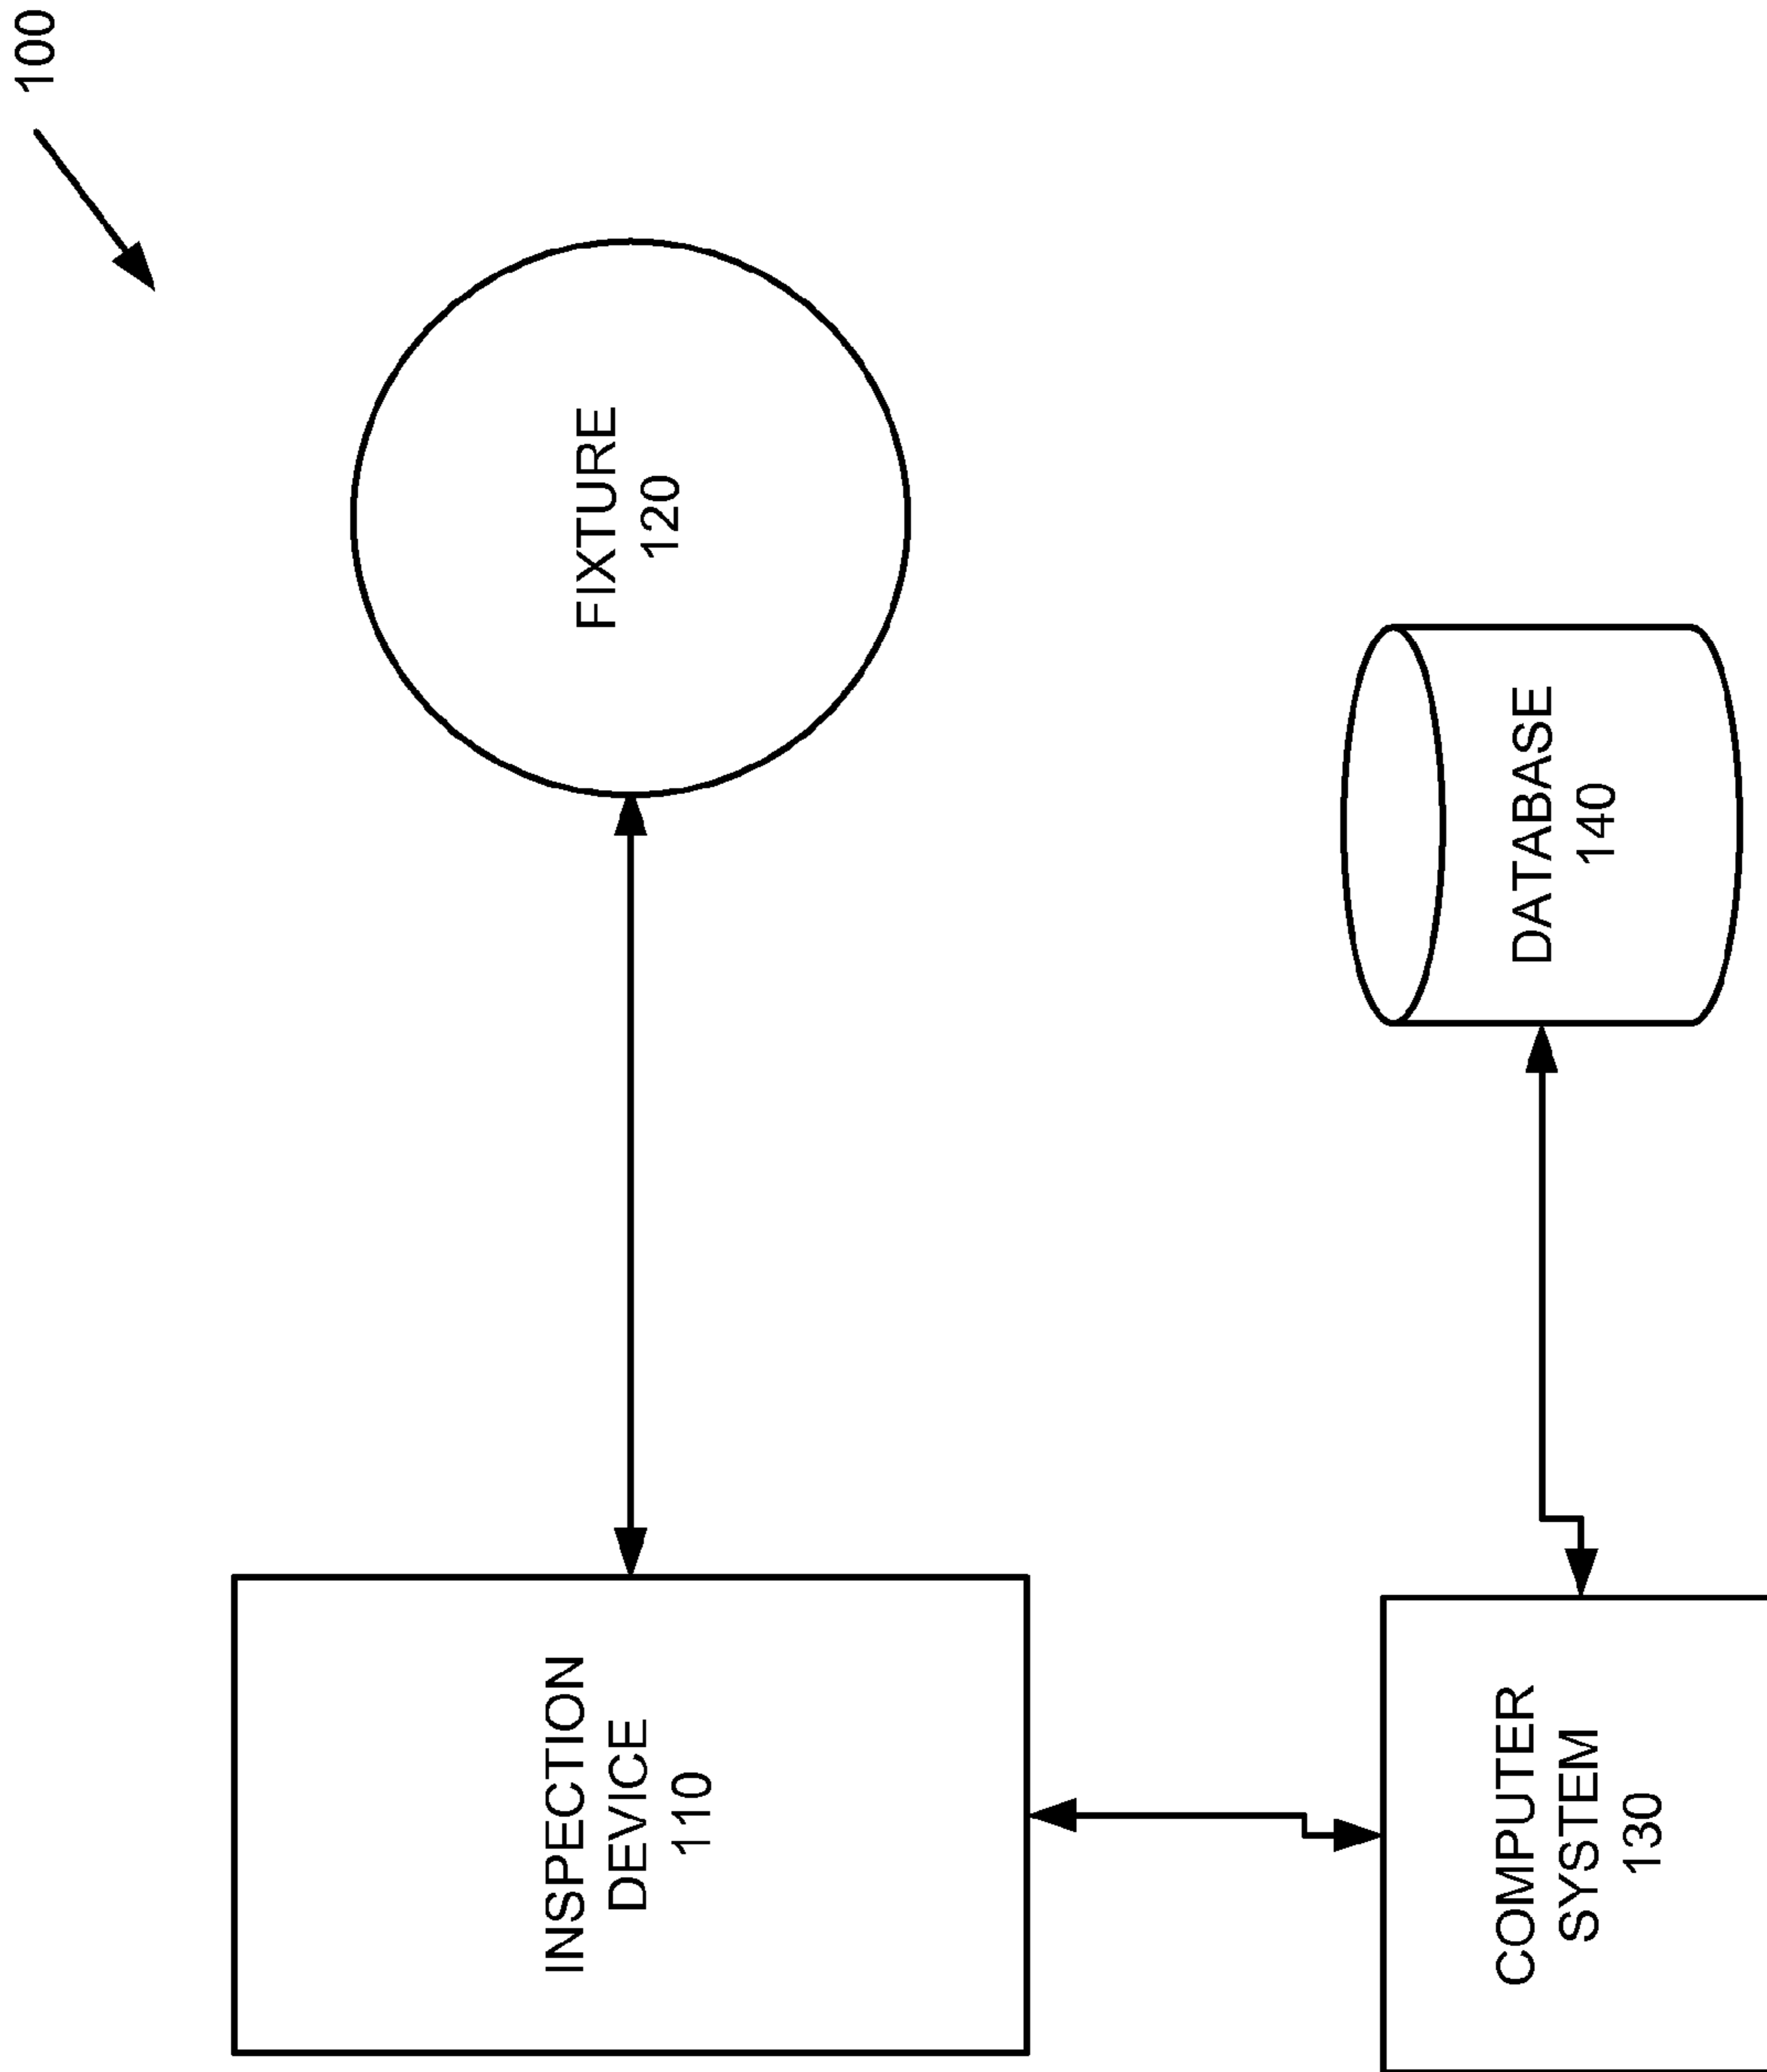 100
INSPECTION
DEVICE
110
FIXTURE
120
COMPUTER
SYSTEM
130
DATABASE
140